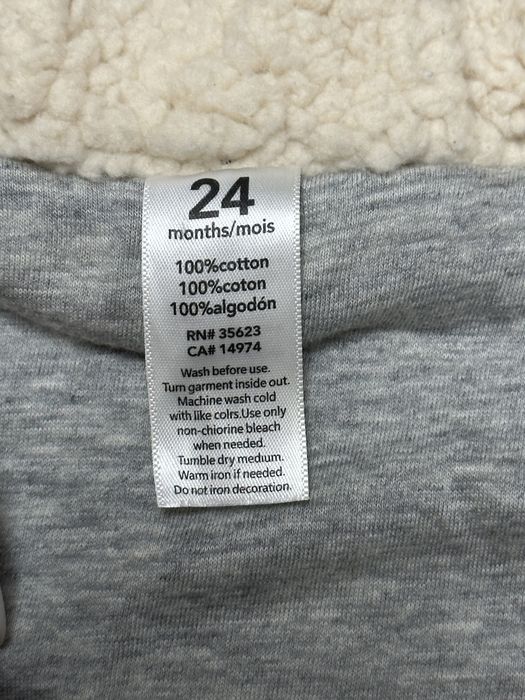 24
months/mois
100%cotton
100%coton
100%algodón
RN# 35623
CA# 14974
Wash before use.
Turn garment inside out.
Machine wash cold
with like colrs.Use only
non-chiorine bleach
when needed.
Tumble dry medium.
Warm iron if needed.
Do not iron decoration.